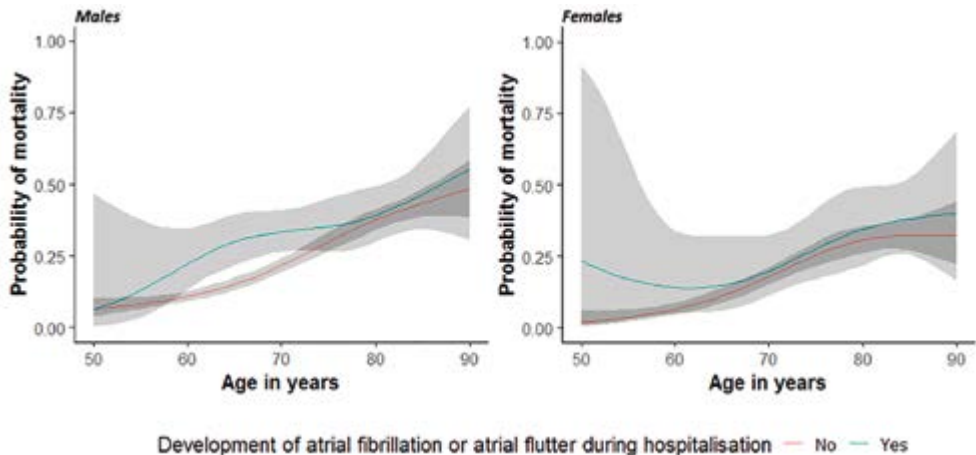 Males
Females
1.00
0.75
0.50
0.25
0.00
Probability of mortality
50 60 70 80 90
Age in years
1.00
0.75
0.50
0.25
0.00
Probability of mortality
50 60 70 80 90
Age in years
Development of atrial fibrillation or atrial flutter during hospitalisation No Yes